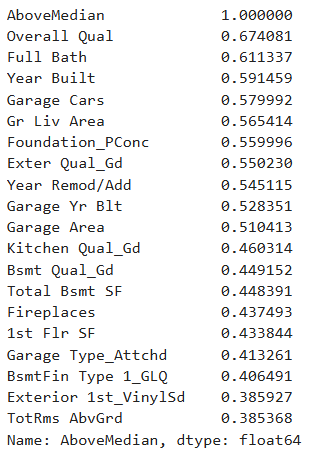 AboveMedian 1.000000
Overall Qual 0.674081
Full Bath 0.611337
Year Built 0.591459
Garage Cars 0.579992
Gr Liv Area 0.565414
Foundation_PConc 0.559996
Exter Qual_Gd 0.550230
Year Remod/Add 0.545115
Garage Yr Blt 0.528351
Garage Area 0.510413
Kitchen Qual_Gd 0.460314
Bsmt Qual_Gd 0.449152
Total Bsmt SF 0.448391
Fireplaces 0.437493
1st Flr SF 0.433844
Garage Type_Attchd 0.413261
BsmtFin Type 1_GLQ 0.406491
Exterior 1st_VinylSd 0.385927
TotRms AbvGrd 0.385368
Name: AboveMedian, dtype: float64